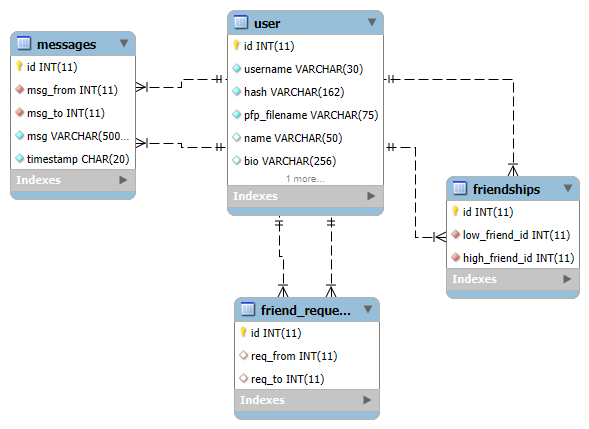 messages
id INT(11)
msg_from INT(11)
msg_to INT(11)
msg VARCHAR(500...
timestamp CHAR(20)
Indexes
user
id INT(11)
username VARCHAR(30)
hash VARCHAR(162)
pfp_filename VARCHAR(75)
name VARCHAR(50)
bio VARCHAR(256)
1 more...
Indexes
friendships
id INT(11)
low_friend_id INT(11)
high_friend_id INT(11)
Indexes
friend_reque...
id INT(11)
req_from INT(11)
req_to INT(11)
Indexes